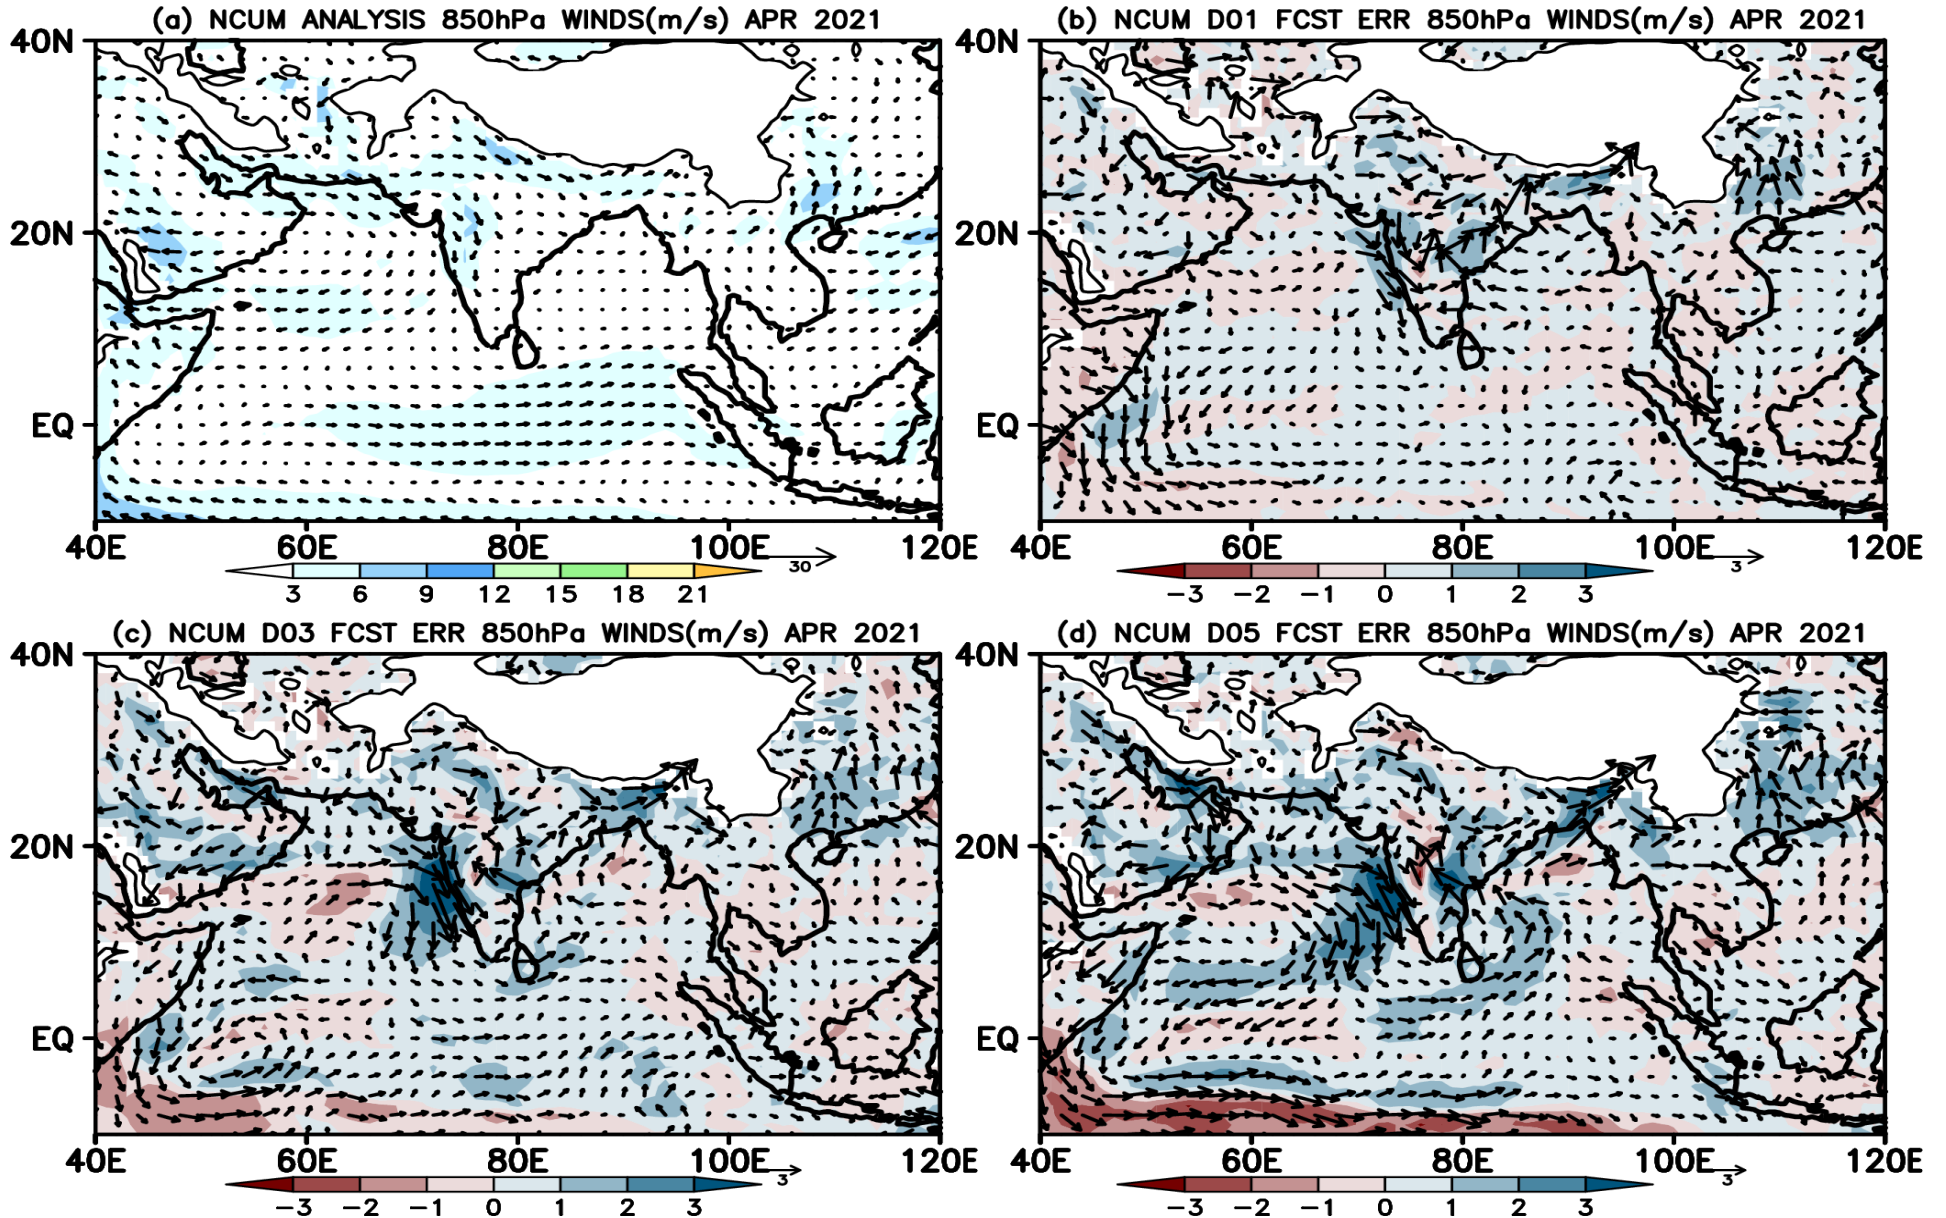 (a) NCUM ANALYSIS 850hPa WINDS(m/s) APR 2021
40N
20N
EQ
40E 60E 80E 100E 120E
30
3 6 9 12 15 18 21
(b) NCUM D01 FCST ERR 850hPa WINDS(m/s) APR 2021
40N
20N
EQ
40E 60E 80E 100E 120E
3
−3 −2 −1 0 1 2 3
(c) NCUM D03 FCST ERR 850hPa WINDS(m/s) APR 2021
40N
20N
EQ
40E 60E 80E 100E 120E
3
−3 −2 −1 0 1 2 3
(d) NCUM D05 FCST ERR 850hPa WINDS(m/s) APR 2021
40N
20N
EQ
40E 60E 80E 100E 120E
3
−3 −2 −1 0 1 2 3